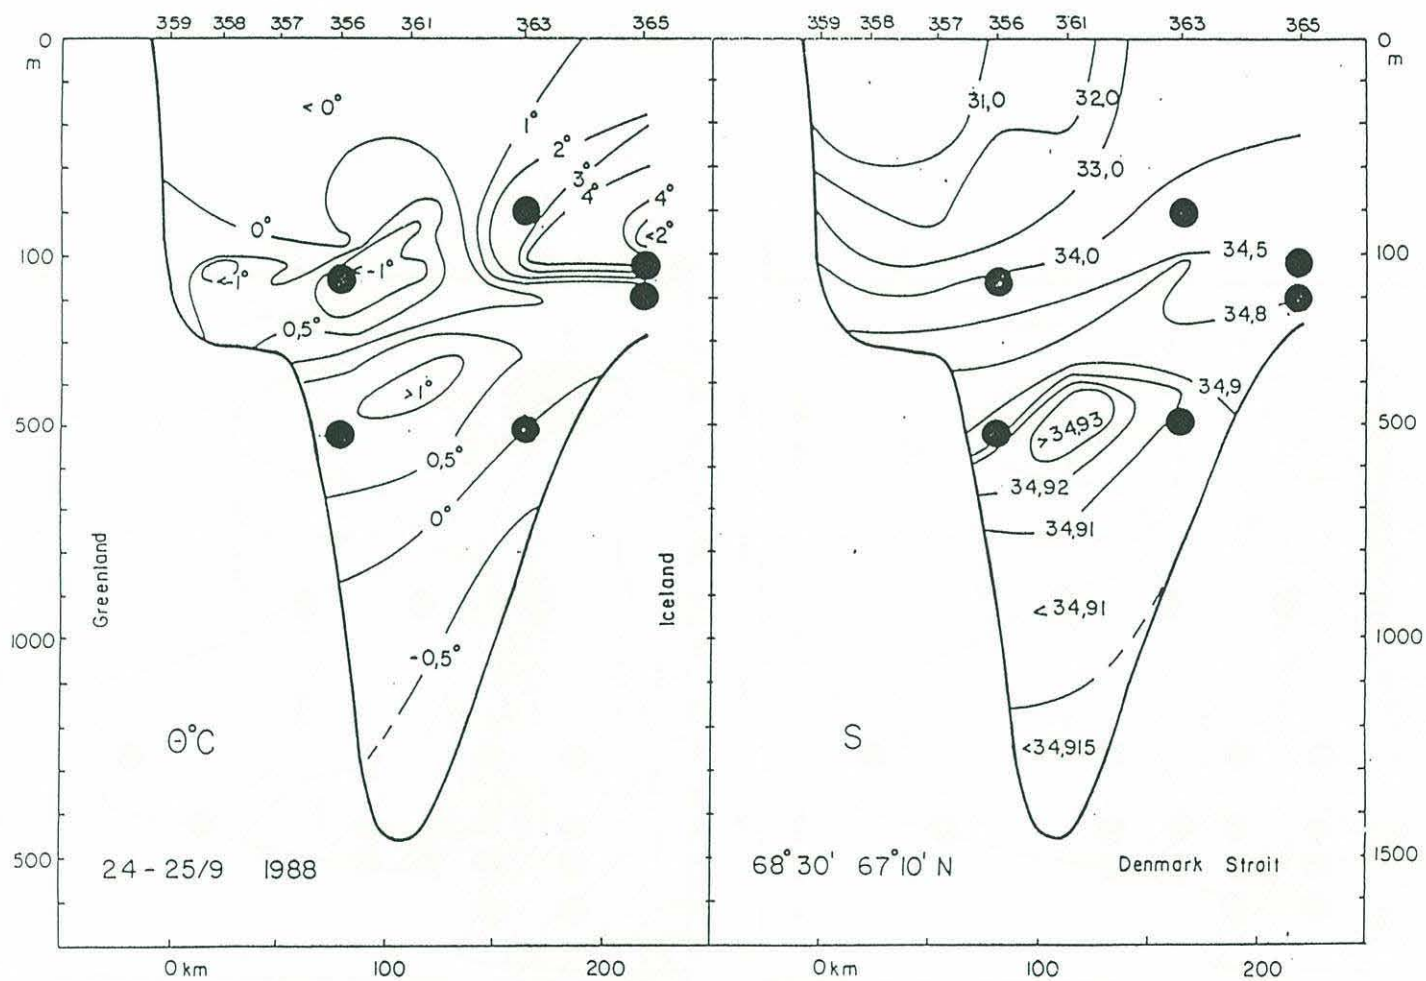 359 358 357 356 361 363 365 359 358 357 356 361 363 365
0 0
m m
<0° 1° 2° 3° 4° 4° <2° 31,0 32,0 33,0
0°
100 <-1° <-1° 34,0 34,5 100
0,5° 34,8
>1° 34,9
500 0,5° >34,93 500
0° 34,92
34,91
Greenland
Iceland
<34,91
1000 -0,5° 1000
Θ°C S <34,915
500 1500
24-25/9 1988 68°30' 67°10' N Denmark Strait
0 km 100 200 0 km 100 200